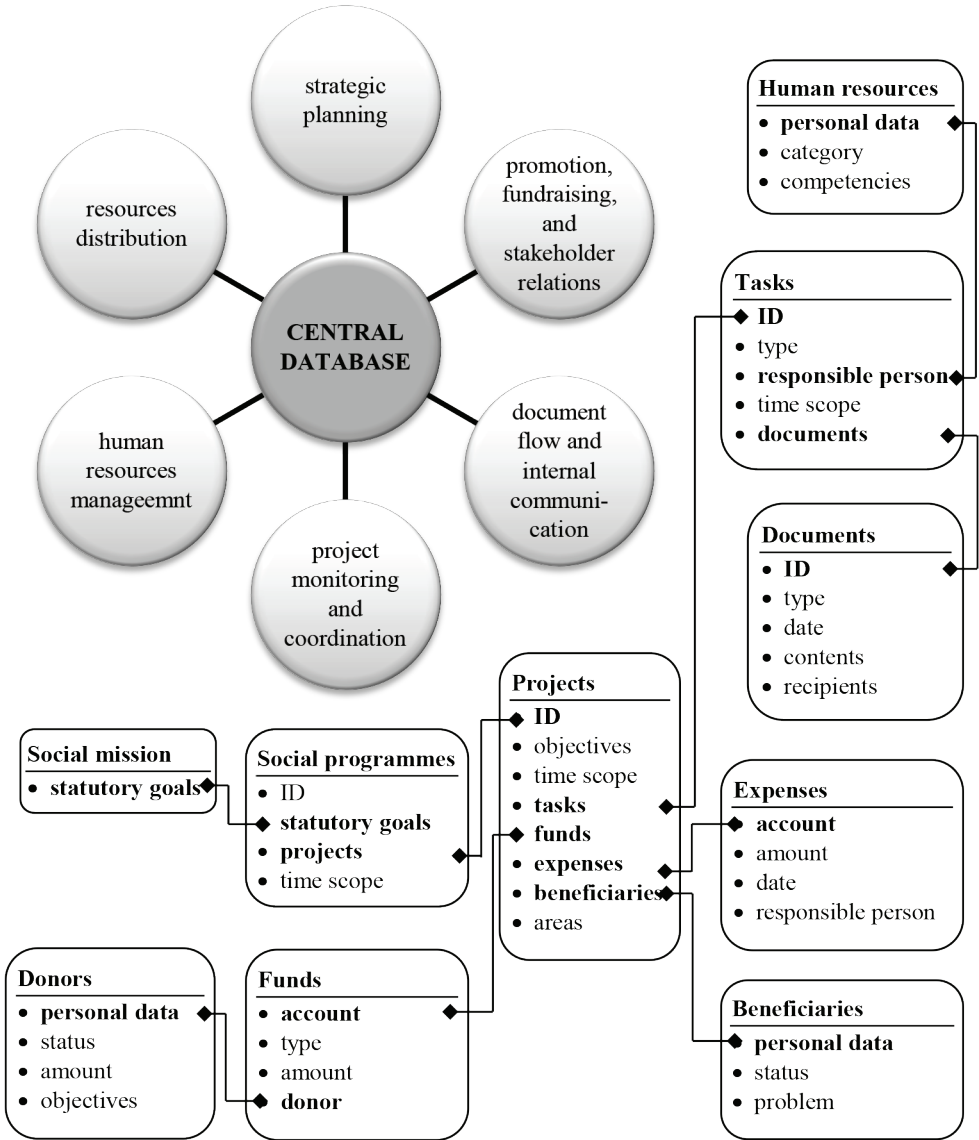 strategic
planning
promotion,
fundraising,
and
stakeholder
relations
resources
distribution
CENTRAL
DATABASE
human
resources
manageemnt
document
flow and
internal
communi-
cation
project
monitoring
and
coordination
Human resources
• personal data
• category
• competencies
Tasks
• ID
• type
• responsible person
• time scope
• documents
Documents
• ID
• type
• date
• contents
• recipients
Projects
• ID
• objectives
• time scope
• tasks
• funds
• expenses
• beneficiaries
• areas
Social mission
• statutory goals
Social programmes
• ID
• statutory goals
• projects
• time scope
Expenses
• account
• amount
• date
• responsible person
Donors
• personal data
• status
• amount
• objectives
Funds
• account
• type
• amount
• donor
Beneficiaries
• personal data
• status
• problem